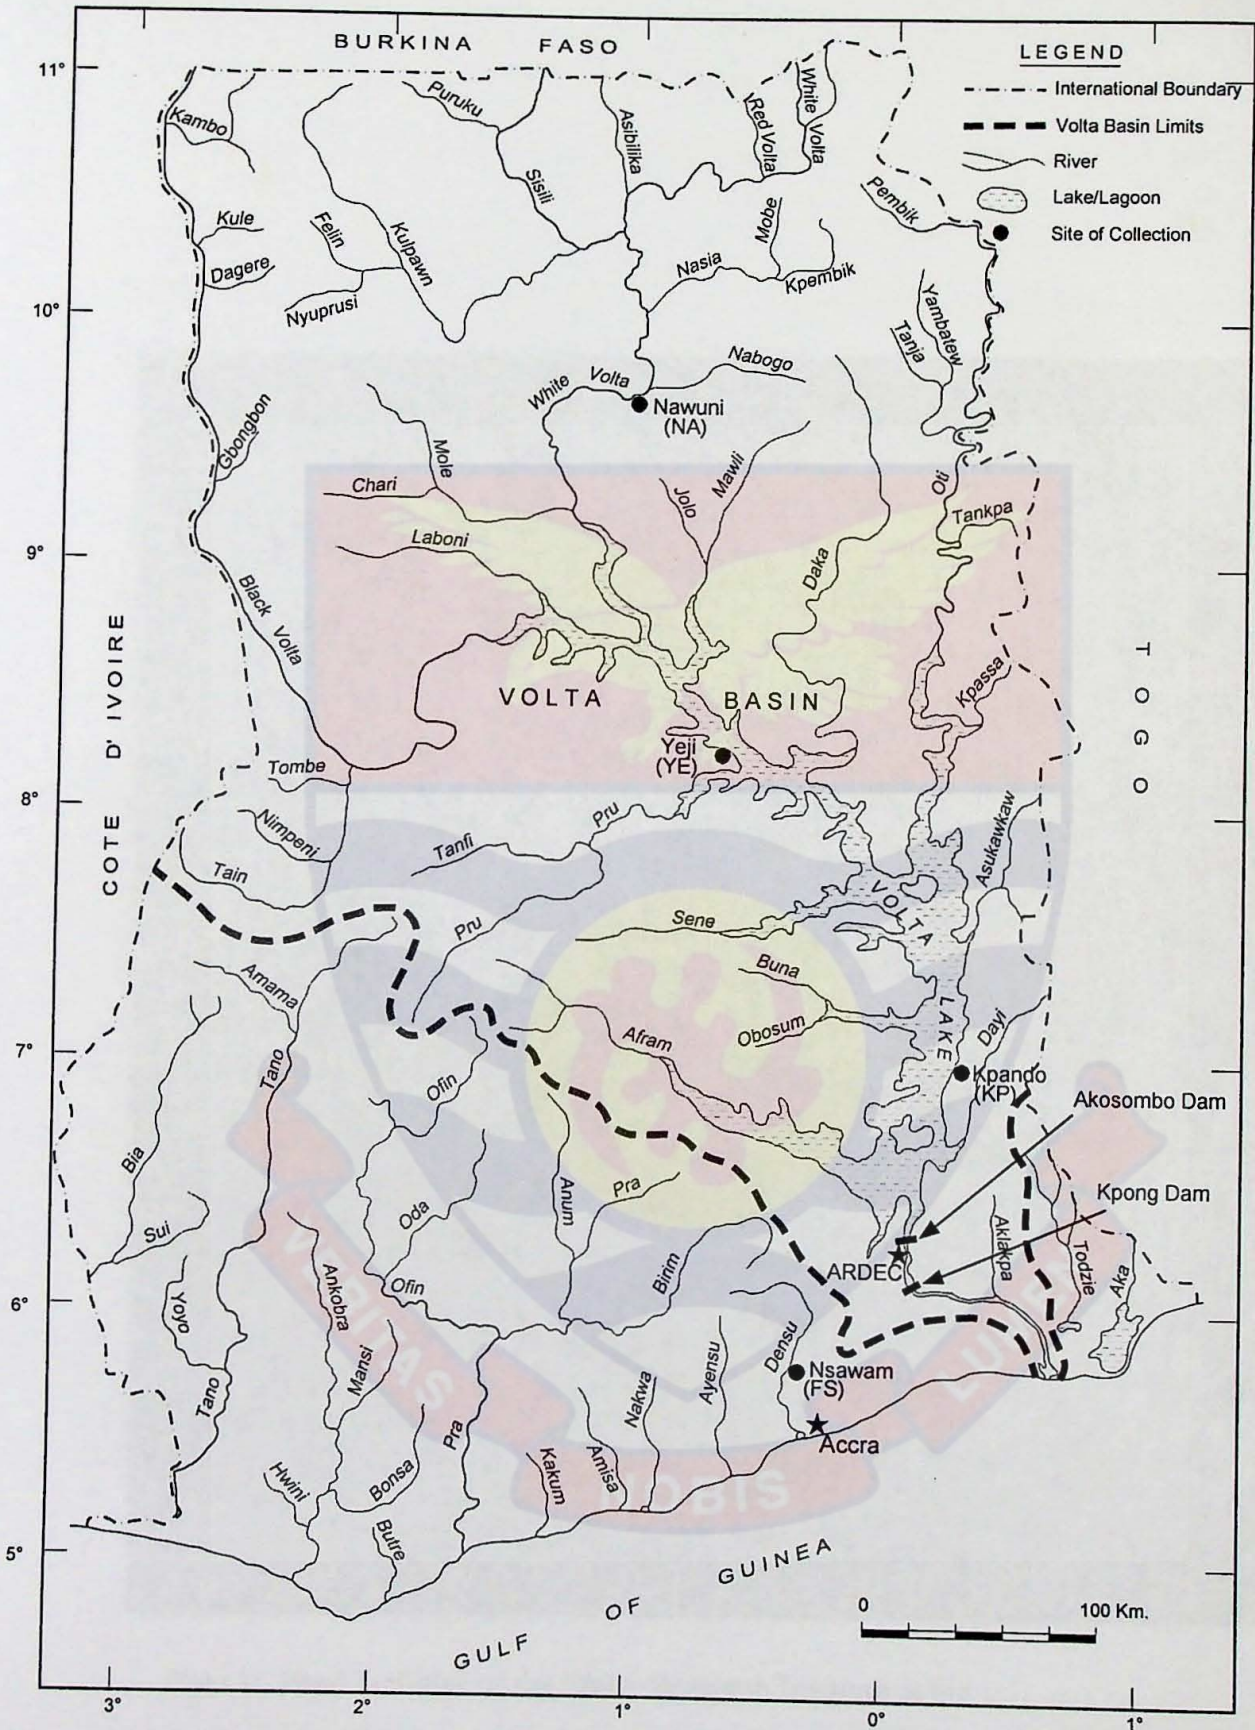 BURKINA FASO
LEGEND
International Boundary
Volta Basin Limits
River
Lake/Lagoon
Site of Collection
11°
10°
9°
8°
7°
6°
5°
Kambo
Puruku
Asibilika
Red Volta
White Volta
Sisili
Pembik
Kule
Felin
Kulpawn
Mobe
Dagere
Nasia
Kpembik
Nyuprusi
Yambatew
Tanja
White Volta
Nabogo
Nawuni
(NA)
Gbongbon
Mole
Chari
Jolo
Mawli
Oti
Tankpa
Laboni
Daka
Black Volta
COTE D' IVOIRE
TOGO
VOLTA BASIN
Kpassa
Yeji
(YE)
Tombe
Pru
Nimpeni
Tanfi
Asukawkaw
Tain
VOLTA
LAKE
Pru
Sene
Amama
Buna
Obosum
Dayi
Afram
Tano
Ofin
Kpando
(KP)
Akosombo Dam
Bia
Kpong Dam
Oda
Anum
Pra
Sui
Aklakpa
Todzie
Aka
Birim
ARDEC
Ofin
Yoyo
Ankobra
Mansi
Densu
Ayensu
Nsawam
(FS)
Nakwa
Tano
Pra
Accra
Amisa
Kakum
Hwini
Bonsa
Butre
VERITAS
NOBIS
LUMEN
GULF OF GUINEA
0 100 Km.
3° 2° 1° 0° 1°